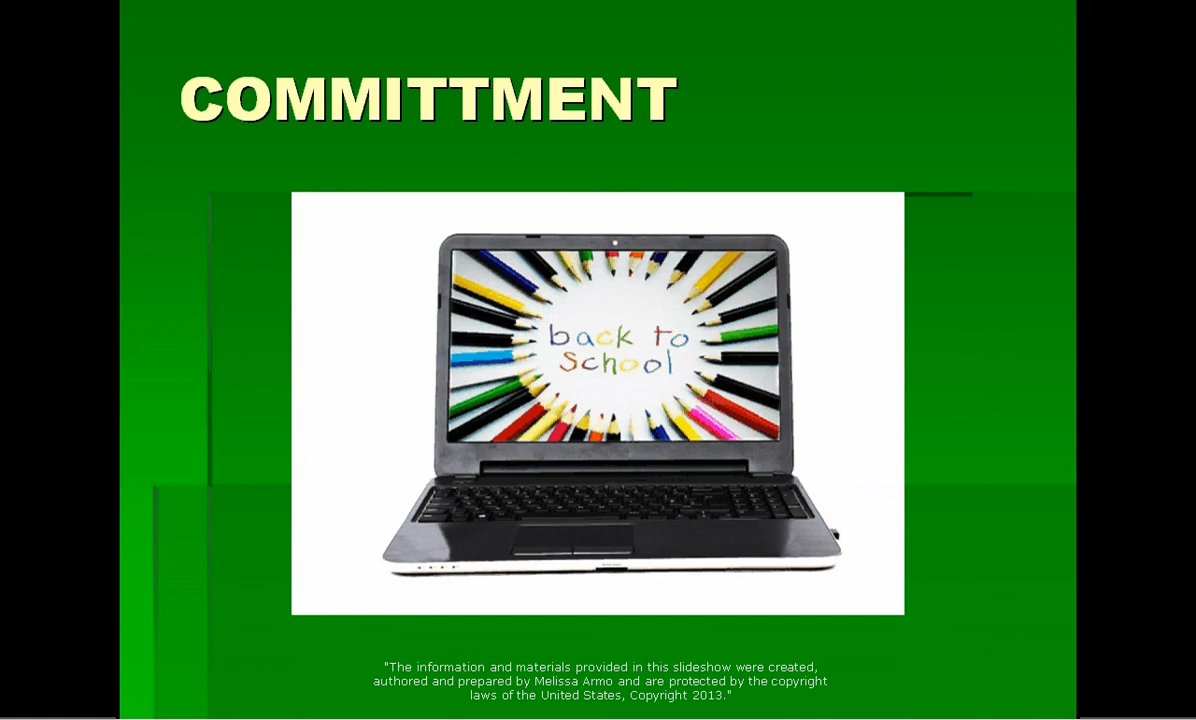 COMMITTMENT
back to
School
"The information and materials provided in this slideshow were created,
authored and prepared by Melissa Armo and are protected by the copyright
laws of the United States, Copyright 2013."